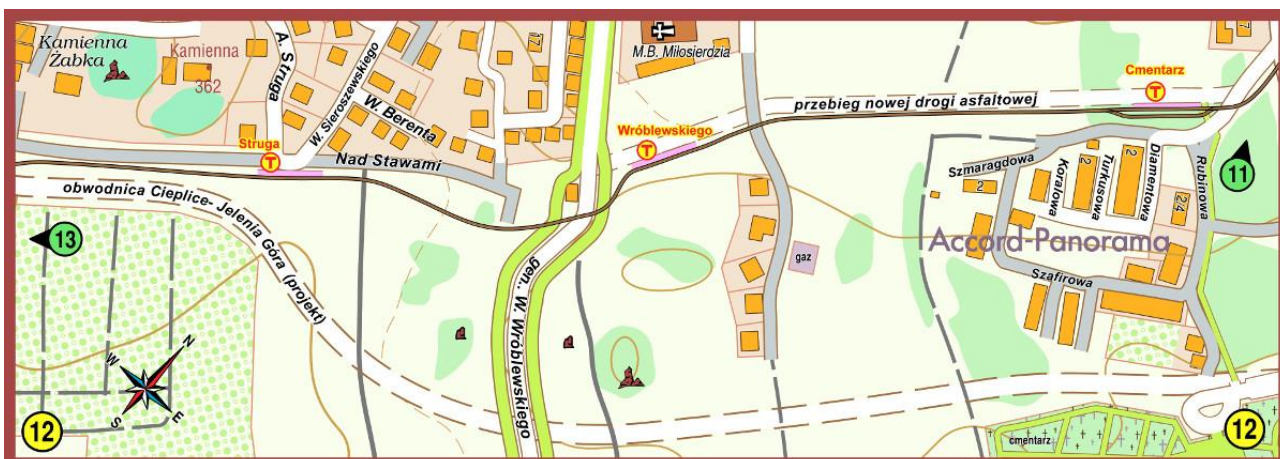 Kamienna
Żabka
Kamienna
362
A. Struga
W. Sieroszewskiego
W. Berenta
17
M.B. Miłosierdzia
Struga
T
Nad Stawami
Wróblewskiego
T
przebieg nowej drogi asfaltowej
Cmentarz
T
17
11
Szmaragdowa
2
Koralowa
2
Turkusowa
2
Diamentowa
Rubinowa
24
Accord-Panorama
Szafirowa
gaz
obwodnica Cieplice- Jelenia Góra (projekt)
13
gen.. W. Wróblewskiego
N
W
S
E
12
cmentarz
12